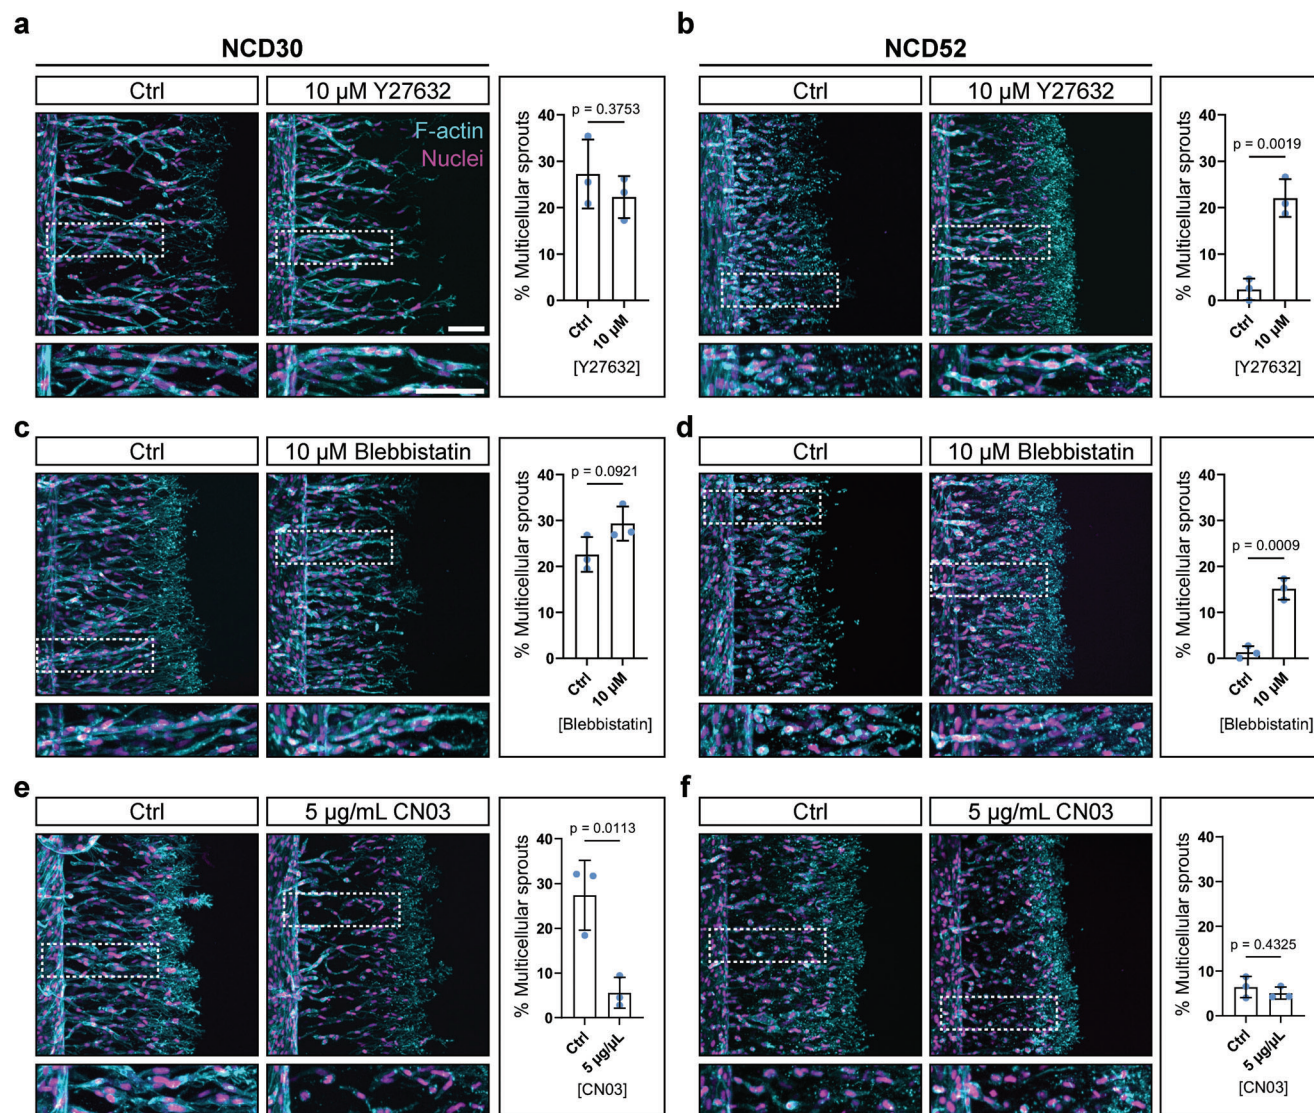 a
NCD30
Ctrl
10 µM Y27632
F-actin
Nuclei
% Multicellular sprouts
40
30
20
10
0
p = 0.3753
Ctrl
10 µM
[Y27632]
b
NCD52
Ctrl
10 µM Y27632
% Multicellular sprouts
40
30
20
10
0
p = 0.0019
Ctrl
10 µM
[Y27632]
c
Ctrl
10 µM Blebbistatin
% Multicellular sprouts
40
30
20
10
0
p = 0.0921
Ctrl
10 µM
[Blebbistatin]
d
Ctrl
10 µM Blebbistatin
% Multicellular sprouts
40
30
20
10
0
p = 0.0009
Ctrl
10 µM
[Blebbistatin]
e
Ctrl
5 µg/mL CN03
% Multicellular sprouts
40
30
20
10
0
p = 0.0113
Ctrl
5 µg/µL
[CN03]
f
Ctrl
5 µg/mL CN03
% Multicellular sprouts
40
30
20
10
0
p = 0.4325
Ctrl
5 µg/µL
[CN03]